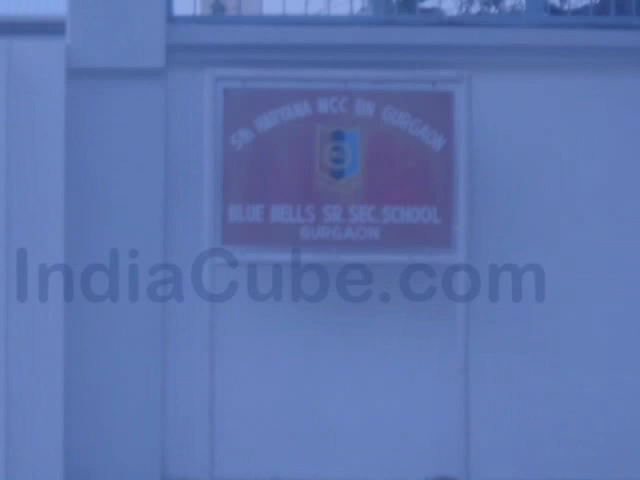 5th HARYANA NCC BN GURGAON
BLUE BELLS SR. SEC. SCHOOL
GURGAON
IndiaCube.com